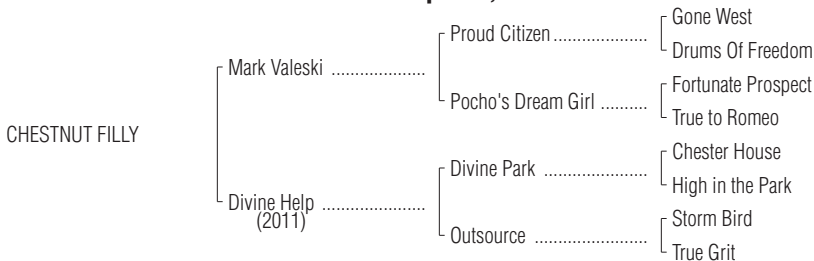 Gone West
Proud Citizen ....................
Drums Of Freedom
Mark Valeski ....................
Fortunate Prospect
Pocho's Dream Girl ..........
True to Romeo
CHESTNUT FILLY
Chester House
Divine Park ......................
High in the Park
Divine Help ......................
(2011)
Storm Bird
Outsource ........................
True Grit